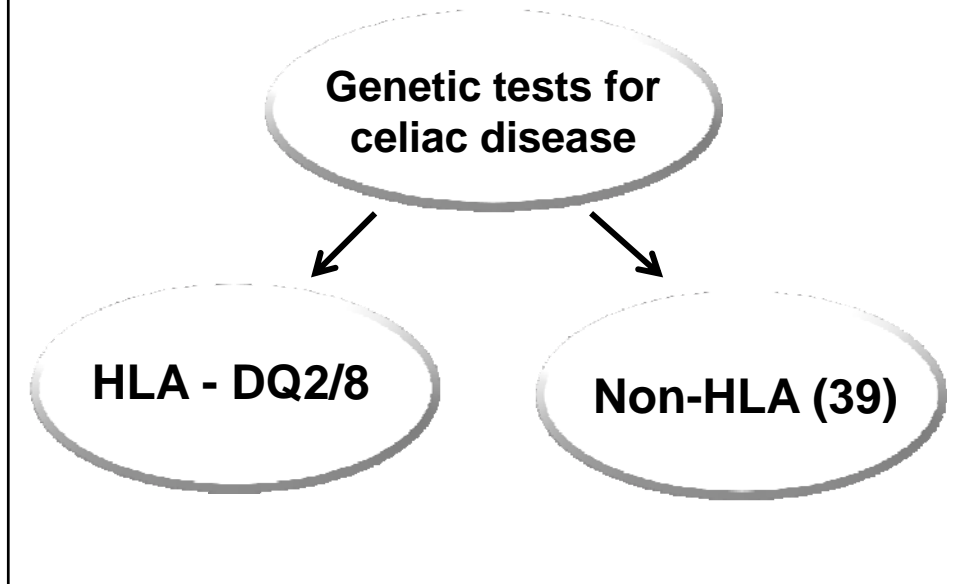 Genetic tests for
celiac disease
HLA - DQ2/8
Non-HLA (39)